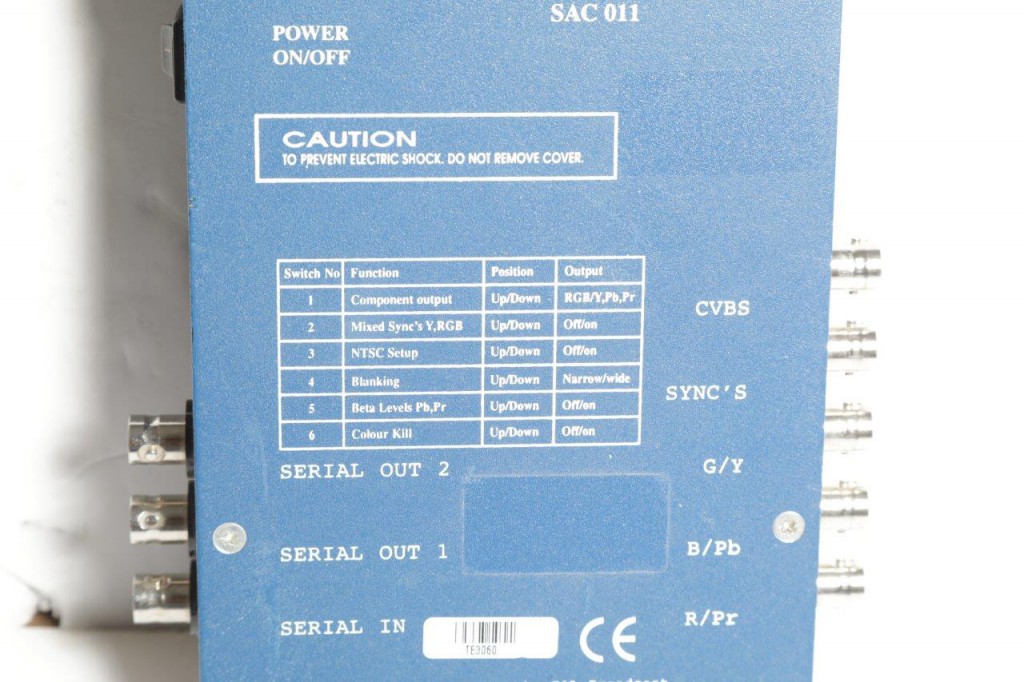 SAC 011
POWER
ON/OFF
CAUTION
TO PREVENT ELECTRIC SHOCK. DO NOT REMOVE COVER.
Switch No Function Position Output
1 Component output Up/Down RGB/Y,Pb,Pr
2 Mixed Sync's Y,RGB Up/Down Off/on
3 NTSC Setup Up/Down Off/on
4 Blanking Up/Down Narrow/wide
5 Beta Levels Pb,Pr Up/Down Off/on
6 Colour Kill Up/Down Off/on
CVBS
SYNC'S
G/Y
SERIAL OUT 2
B/Pb
SERIAL OUT 1
R/Pr
SERIAL IN
TE3060
CE